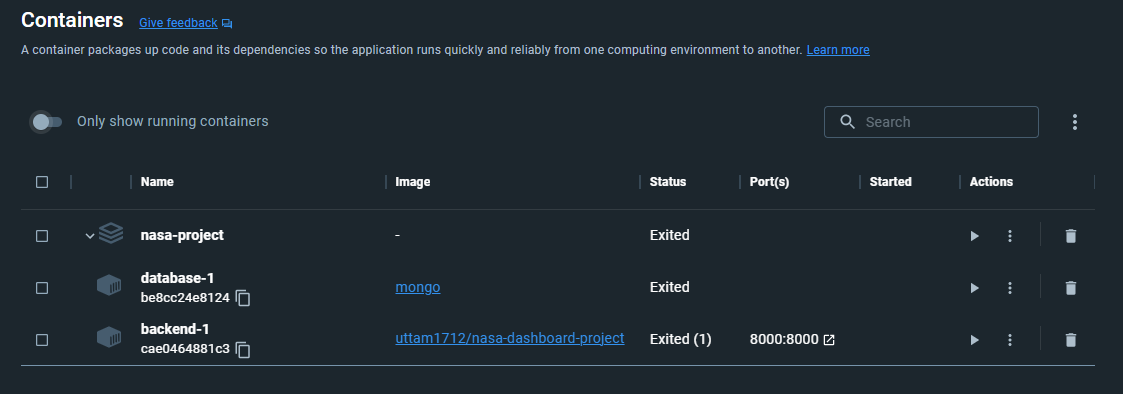 Containers Give feedback
A container packages up code and its dependencies so the application runs quickly and reliably from one computing environment to another. Learn more
Only show running containers Search
Name Image Status Port(s) Started Actions
nasa-project - Exited
database-1 mongo Exited
be8cc24e8124
backend-1 uttam1712/nasa-dashboard-project Exited (1) 8000:8000
cae0464881c3